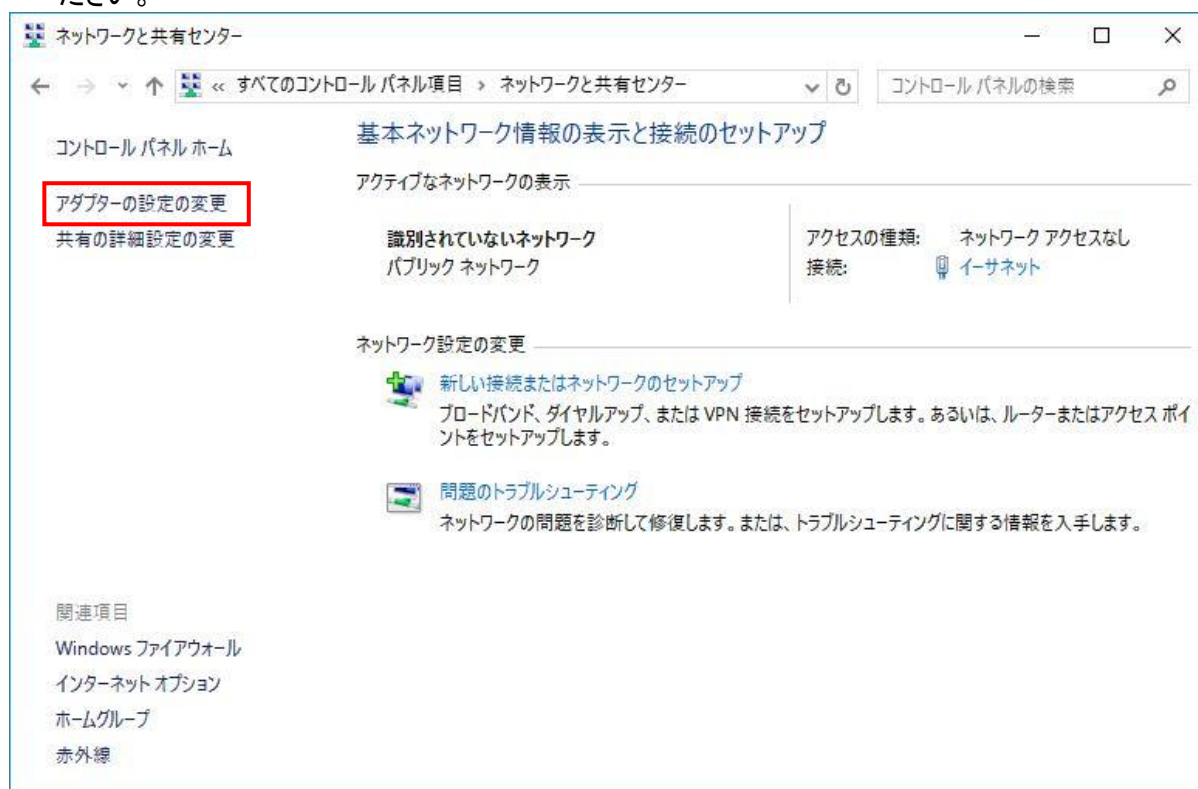 ださい。
ネットワークと共有センター
« すべてのコントロール パネル項目 › ネットワークと共有センター
コントロール パネルの検索
コントロール パネル ホーム
アダプターの設定の変更
共有の詳細設定の変更
基本ネットワーク情報の表示と接続のセットアップ
アクティブなネットワークの表示
識別されていないネットワーク
パブリック ネットワーク
アクセスの種類: ネットワーク アクセスなし
接続: イーサネット
ネットワーク設定の変更
新しい接続またはネットワークのセットアップ
ブロードバンド、ダイヤルアップ、または VPN 接続をセットアップします。あるいは、ルーターまたはアクセス ポイ
ントをセットアップします。
問題のトラブルシューティング
ネットワークの問題を診断して修復します。または、トラブルシューティングに関する情報を入手します。
関連項目
Windows ファイアウォール
インターネット オプション
ホームグループ
赤外線